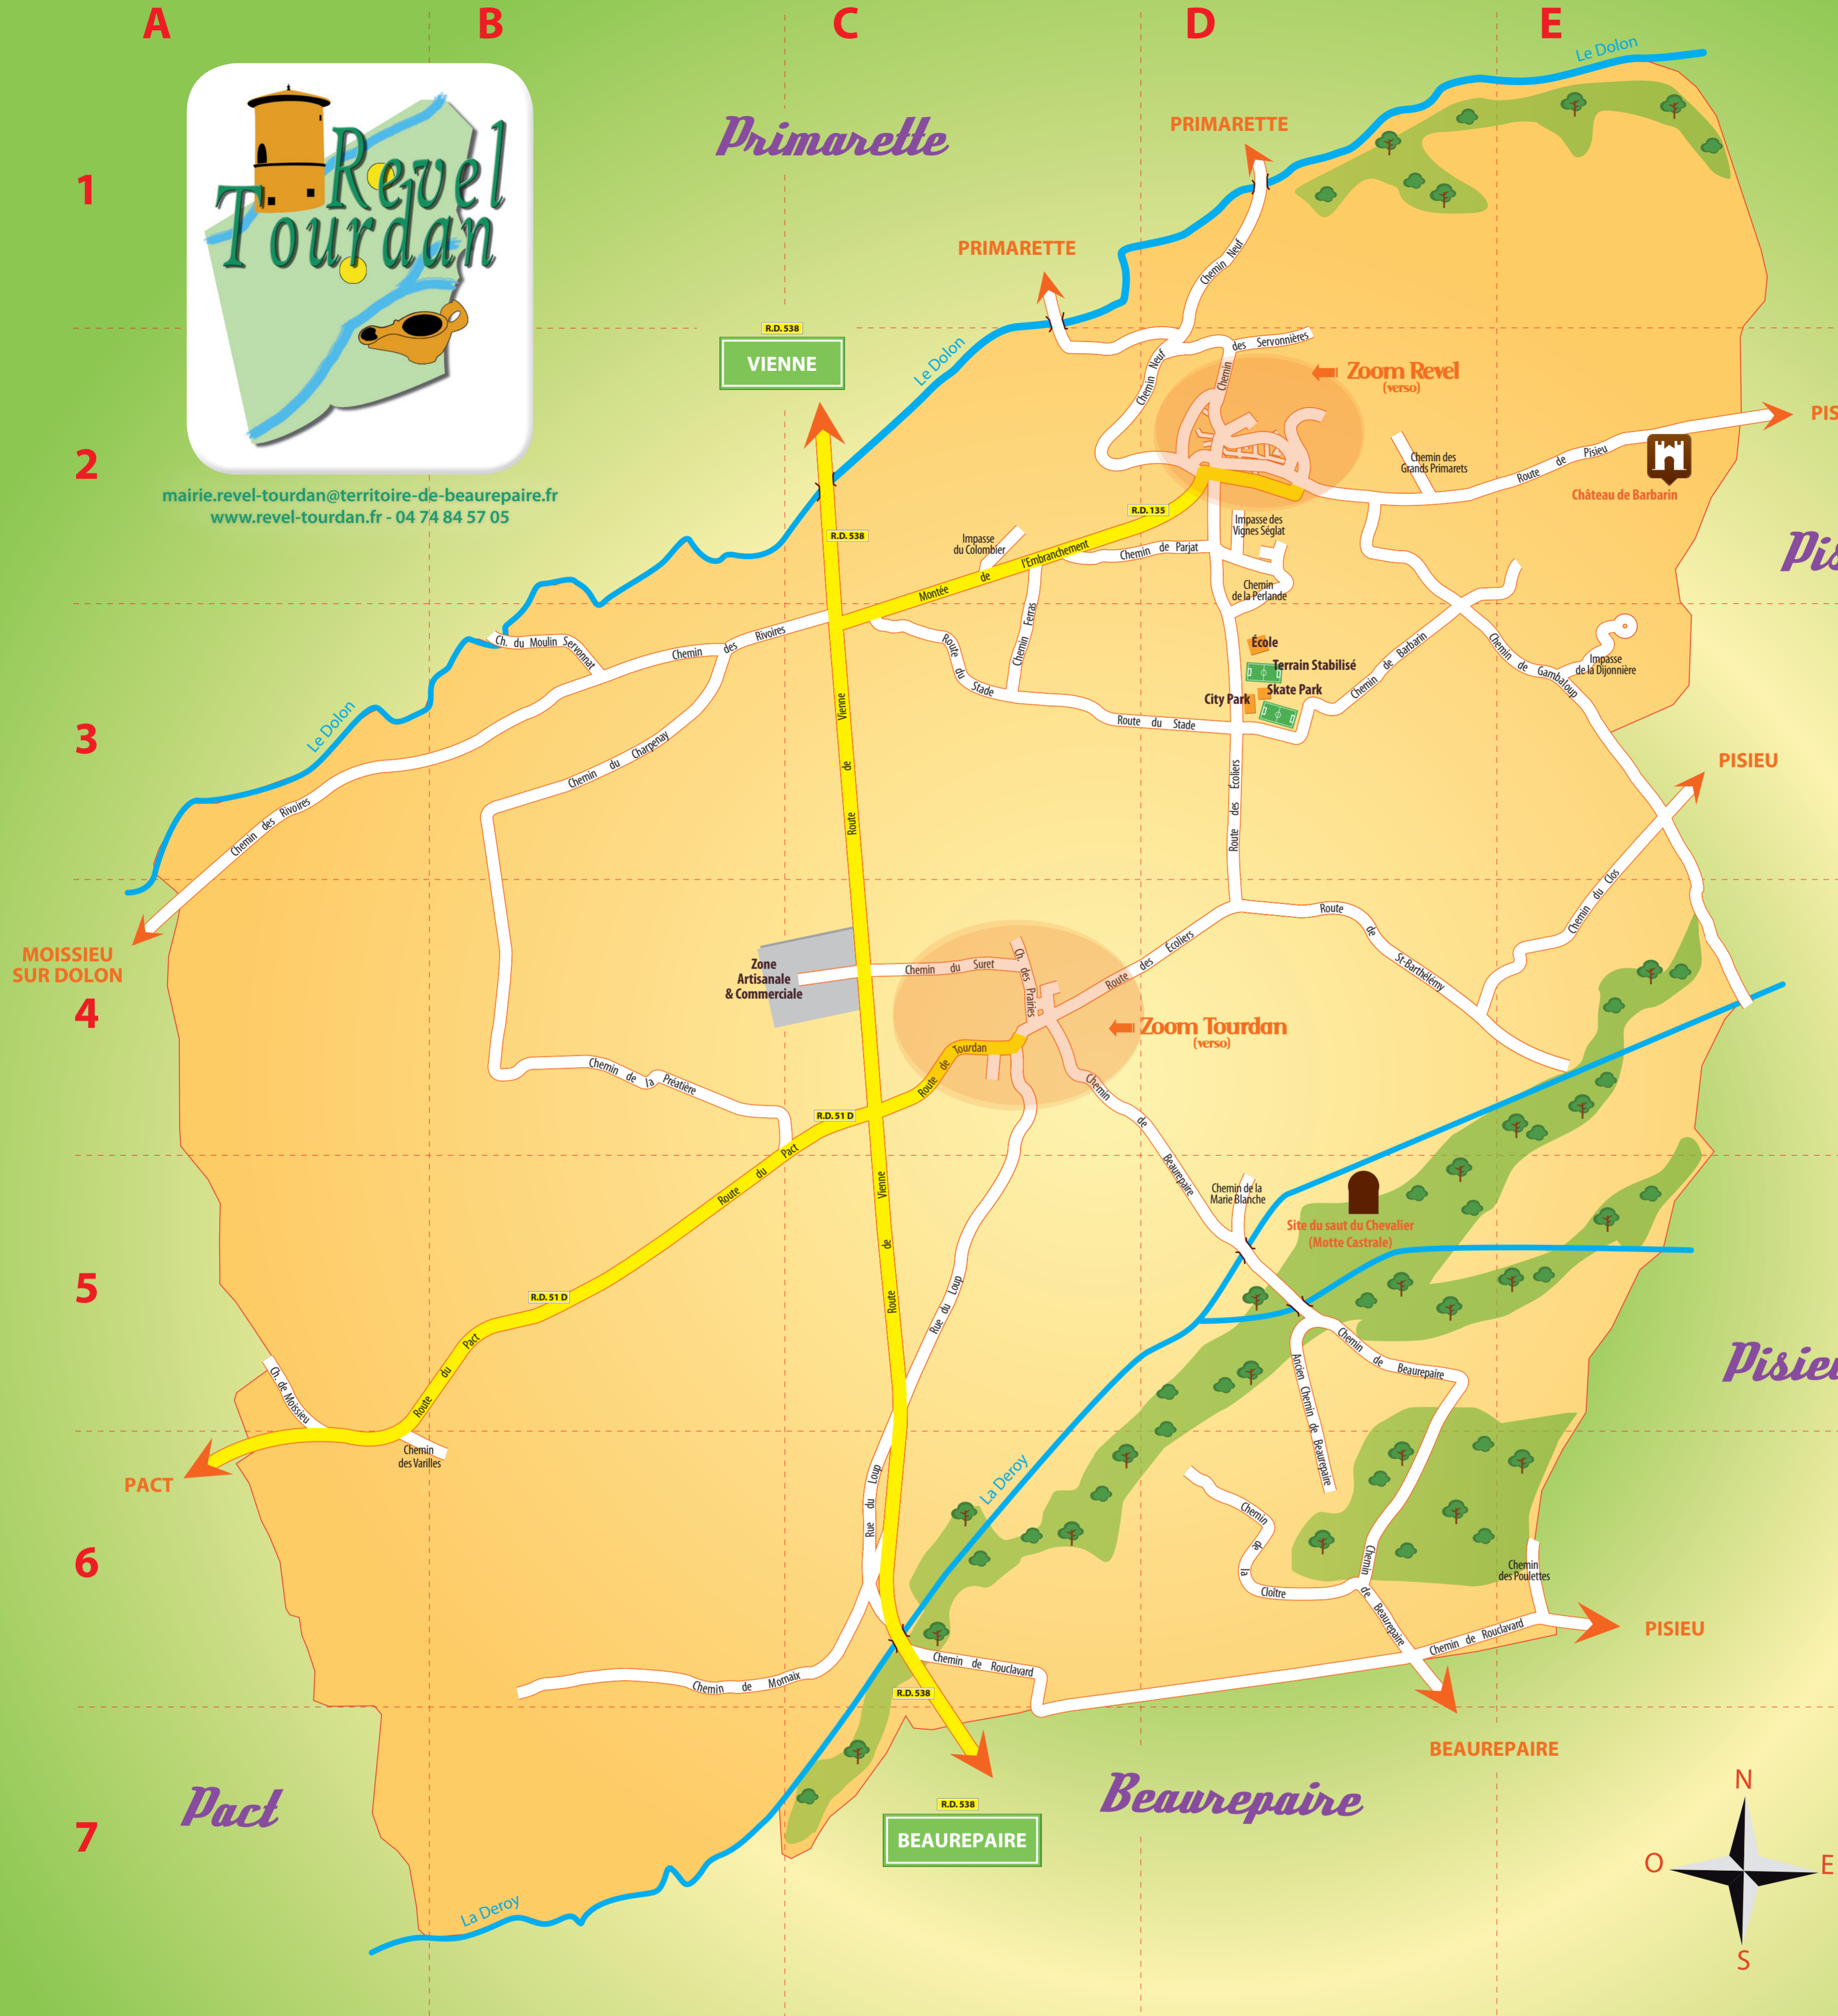 A
B
C
D
E
1
2
3
4
5
6
7
Revel
Tourdan
mairie.revel-tourdan@territoire-de-beaurepaire.fr
www.revel-tourdan.fr - 04 74 84 57 05
Primarette
PRIMARETTE
PRIMARETTE
Le Dolon
Chemin Neuf
R.D. 538
VIENNE
Le Dolon
Chemin Neuf
Chemin
des Servonnières
Zoom Revel
(verso)
PIS
Route de Pisieu
Chemin des
Grands Primarets
Château de Barbarin
Pis
R.D. 538
R.D. 135
Impasse
du Colombier
Montée de l'Embranchement
Chemin de Parjat
Impasse des
Vignes Séglat
Chemin
de la Perlande
Ch. du Moulin Servonnat
Chemin des Rivoires
Route du Stade
Chemin Ferras
École
Terrain Stabilisé
Skate Park
City Park
Chemin de Barbarin
Chemin de Gambaloup
Impasse
de la Dijonnière
Le Dolon
Chemin des Rivoires
Chemin du Charpenay
Route de Vienne
Route du Stade
Route des Écoliers
PISIEU
MOISSIEU
SUR DOLON
Zone
Artisanale
& Commerciale
Chemin du Suret
Ch. des Prairies
Route des Écoliers
Route de St-Barthélemy
Chemin du Clos
Zoom Tourdan
(verso)
Route de Tourdan
Chemin de la Préatière
R.D. 51 D
Chemin de Beaurepaire
Route du Pact
Chemin de la
Marie Blanche
Site du saut du Chevalier
(Motte Castrale)
R.D. 51 D
Route de Vienne
Rue du Loup
Route du Pact
Ch. de Moissieu
Chemin
des Varilles
PACT
Ancien Chemin de Beaurepaire
Chemin de Beaurepaire
Pisieu
Rue du Loup
La Deroy
Chemin de la Cloître
Chemin de Beaurepaire
Chemin
des Poulettes
Chemin de Rouclavard
PISIEU
Chemin de Mornaix
Chemin de Rouclavard
R.D. 538
BEAUREPAIRE
Pact
Beaurepaire
R.D. 538
BEAUREPAIRE
La Deroy
N
O
E
S